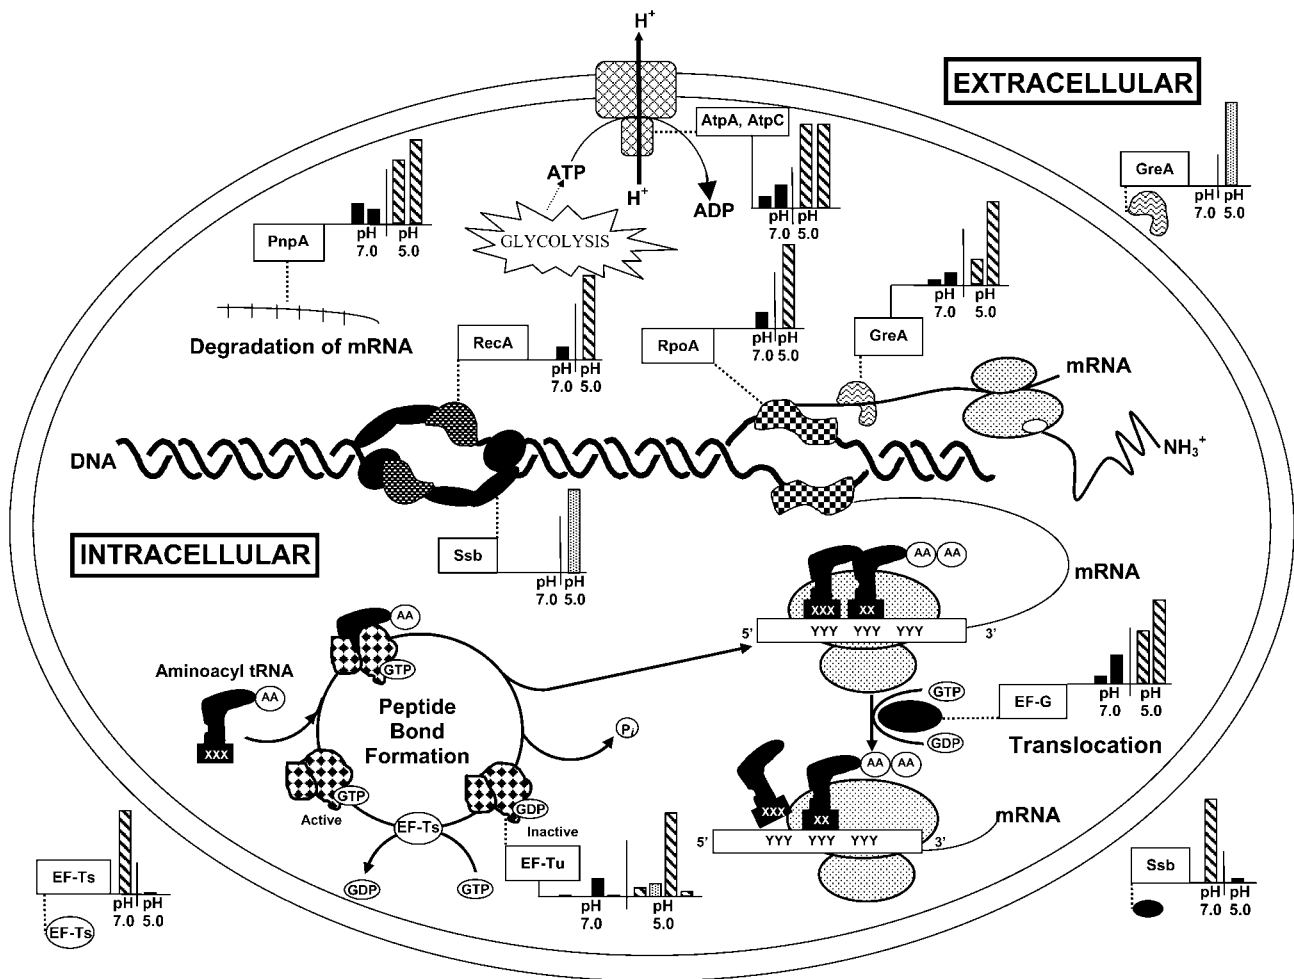 H+
EXTRACELLULAR
AtpA, AtpC
GreA
pH pH
7.0 5.0
ATP
H+
ADP
pH pH
7.0 5.0
PnpA
pH pH
7.0 5.0
GLYCOLYSIS
Degradation of mRNA
RecA
pH pH
7.0 5.0
RpoA
pH pH
7.0 5.0
GreA
pH pH
7.0 5.0
mRNA
DNA
NH3+
INTRACELLULAR
Ssb
pH pH
7.0 5.0
AA AA
mRNA
XXX XX
5’ YYY YYY YYY 3’
Aminoacyl tRNA
AA
XXX
AA
GTP
Peptide
Bond
Formation
Pi
GTP
EF-G
GDP
pH pH
7.0 5.0
Translocation
AA AA
XXX XX
mRNA
5’ YYY YYY YYY 3’
GTP
Active
GDP
Inactive
EF-Ts
GDP
GTP
EF-Tu
pH pH
7.0 5.0
EF-Ts
pH pH
7.0 5.0
EF-Ts
Ssb
pH pH
7.0 5.0